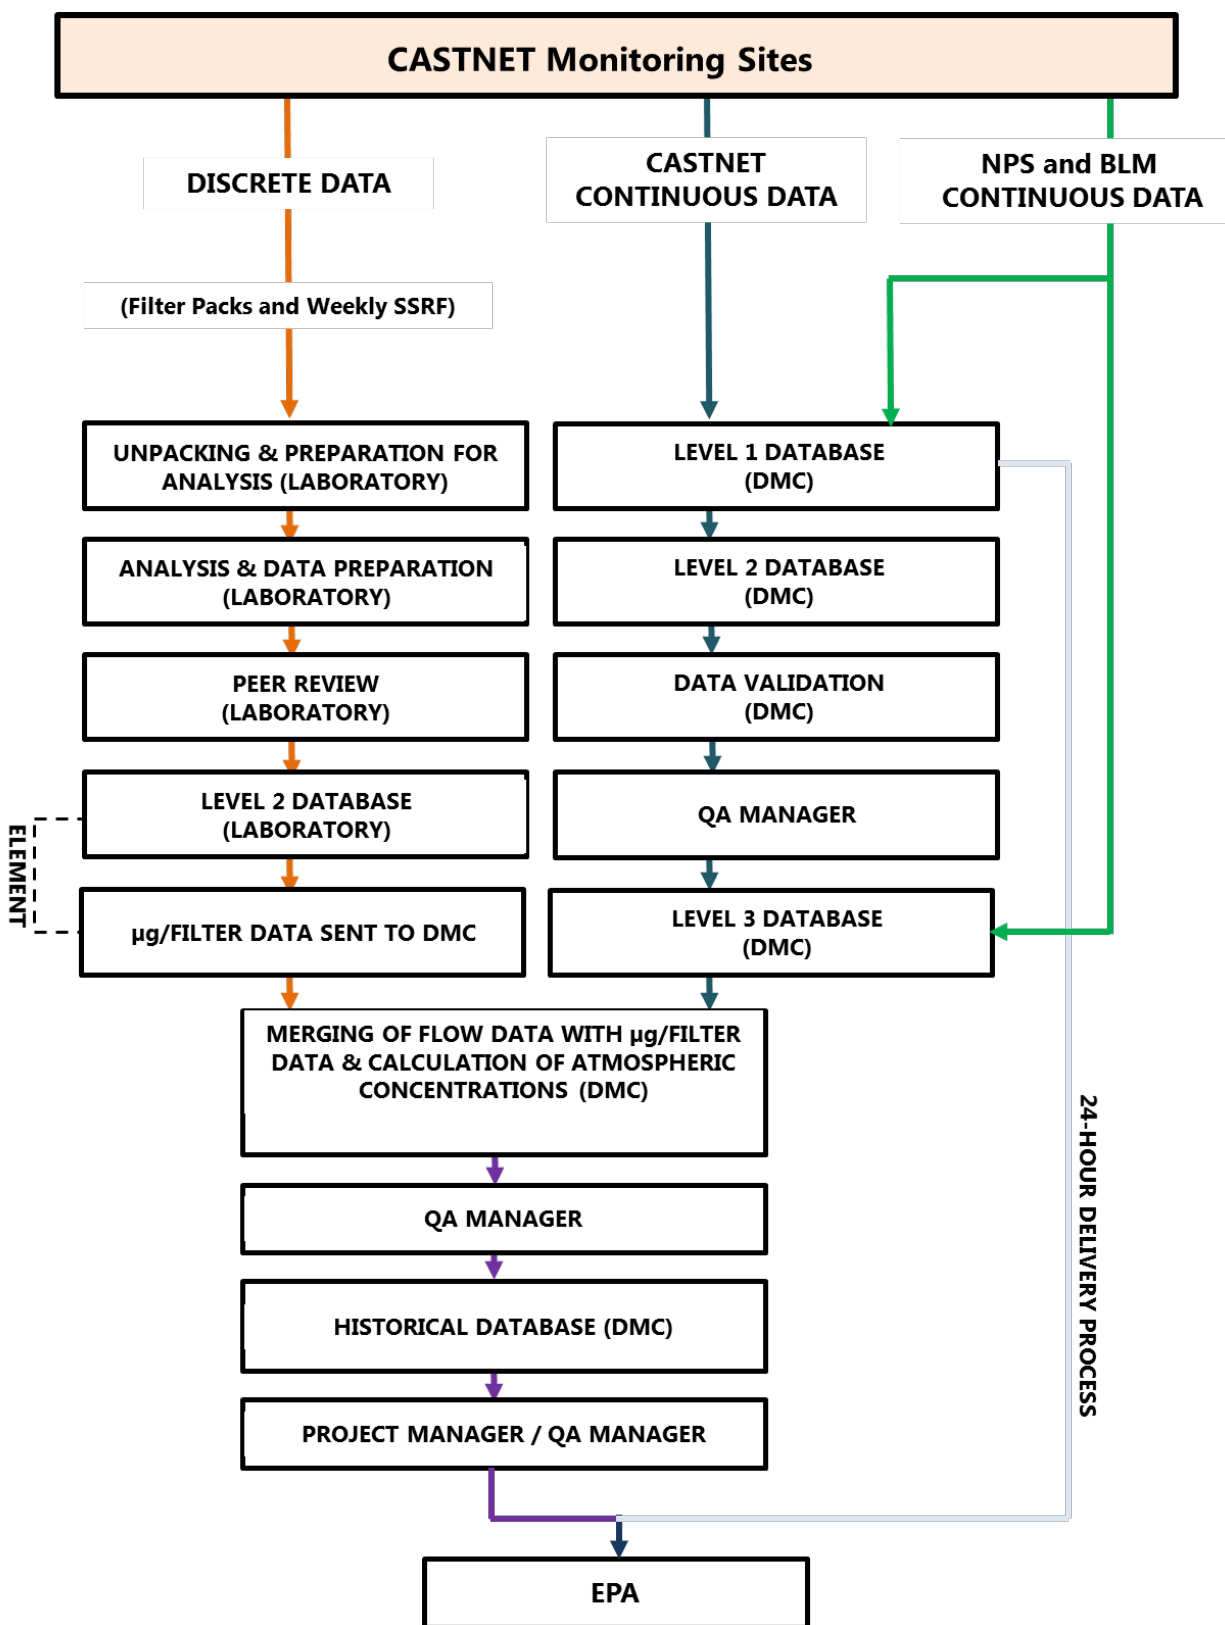 CASTNET Monitoring Sites
DISCRETE DATA
CASTNET
CONTINUOUS DATA
NPS and BLM
CONTINUOUS DATA
(Filter Packs and Weekly SSRF)
UNPACKING & PREPARATION FOR
ANALYSIS (LABORATORY)
ANALYSIS & DATA PREPARATION
(LABORATORY)
PEER REVIEW
(LABORATORY)
LEVEL 2 DATABASE
(LABORATORY)
ELEMENT
µg/FILTER DATA SENT TO DMC
LEVEL 1 DATABASE
(DMC)
LEVEL 2 DATABASE
(DMC)
DATA VALIDATION
(DMC)
QA MANAGER
LEVEL 3 DATABASE
(DMC)
MERGING OF FLOW DATA WITH µg/FILTER
DATA & CALCULATION OF ATMOSPHERIC
CONCENTRATIONS (DMC)
QA MANAGER
HISTORICAL DATABASE (DMC)
PROJECT MANAGER / QA MANAGER
24-HOUR DELIVERY PROCESS
EPA